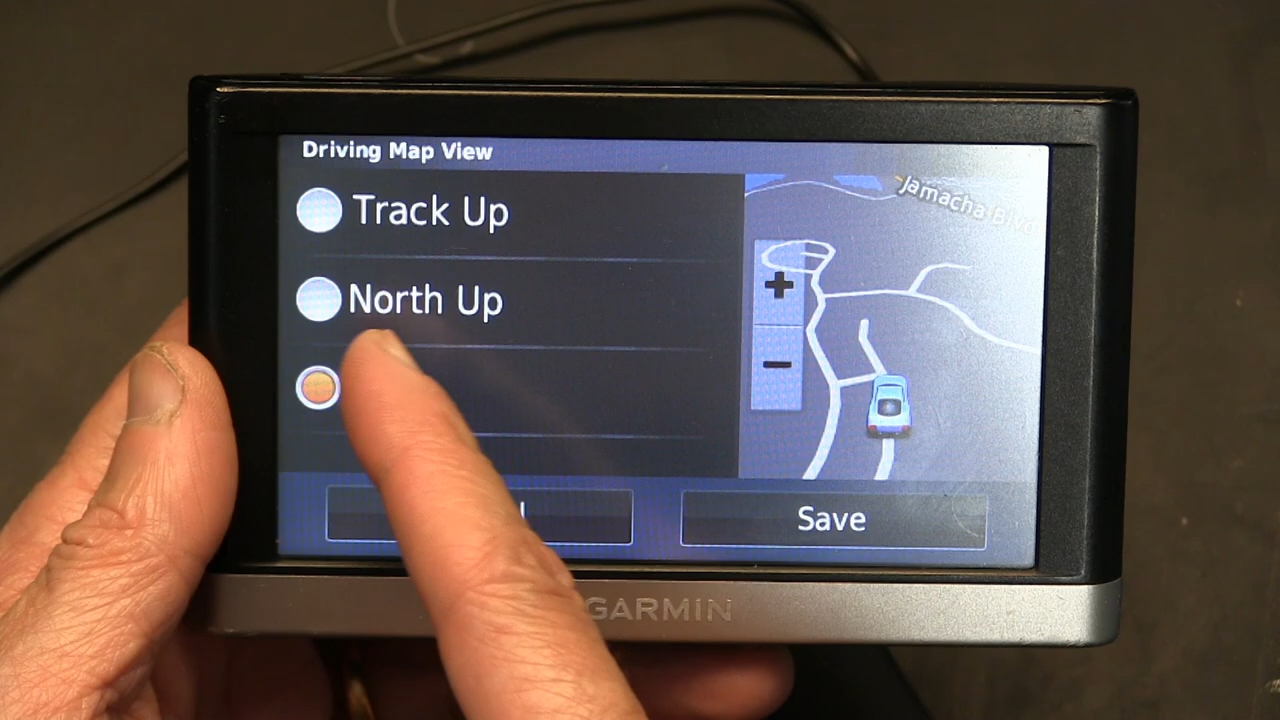 Driving Map View
Track Up
North Up
Jamacha Blvd
+
-
Save
GARMIN